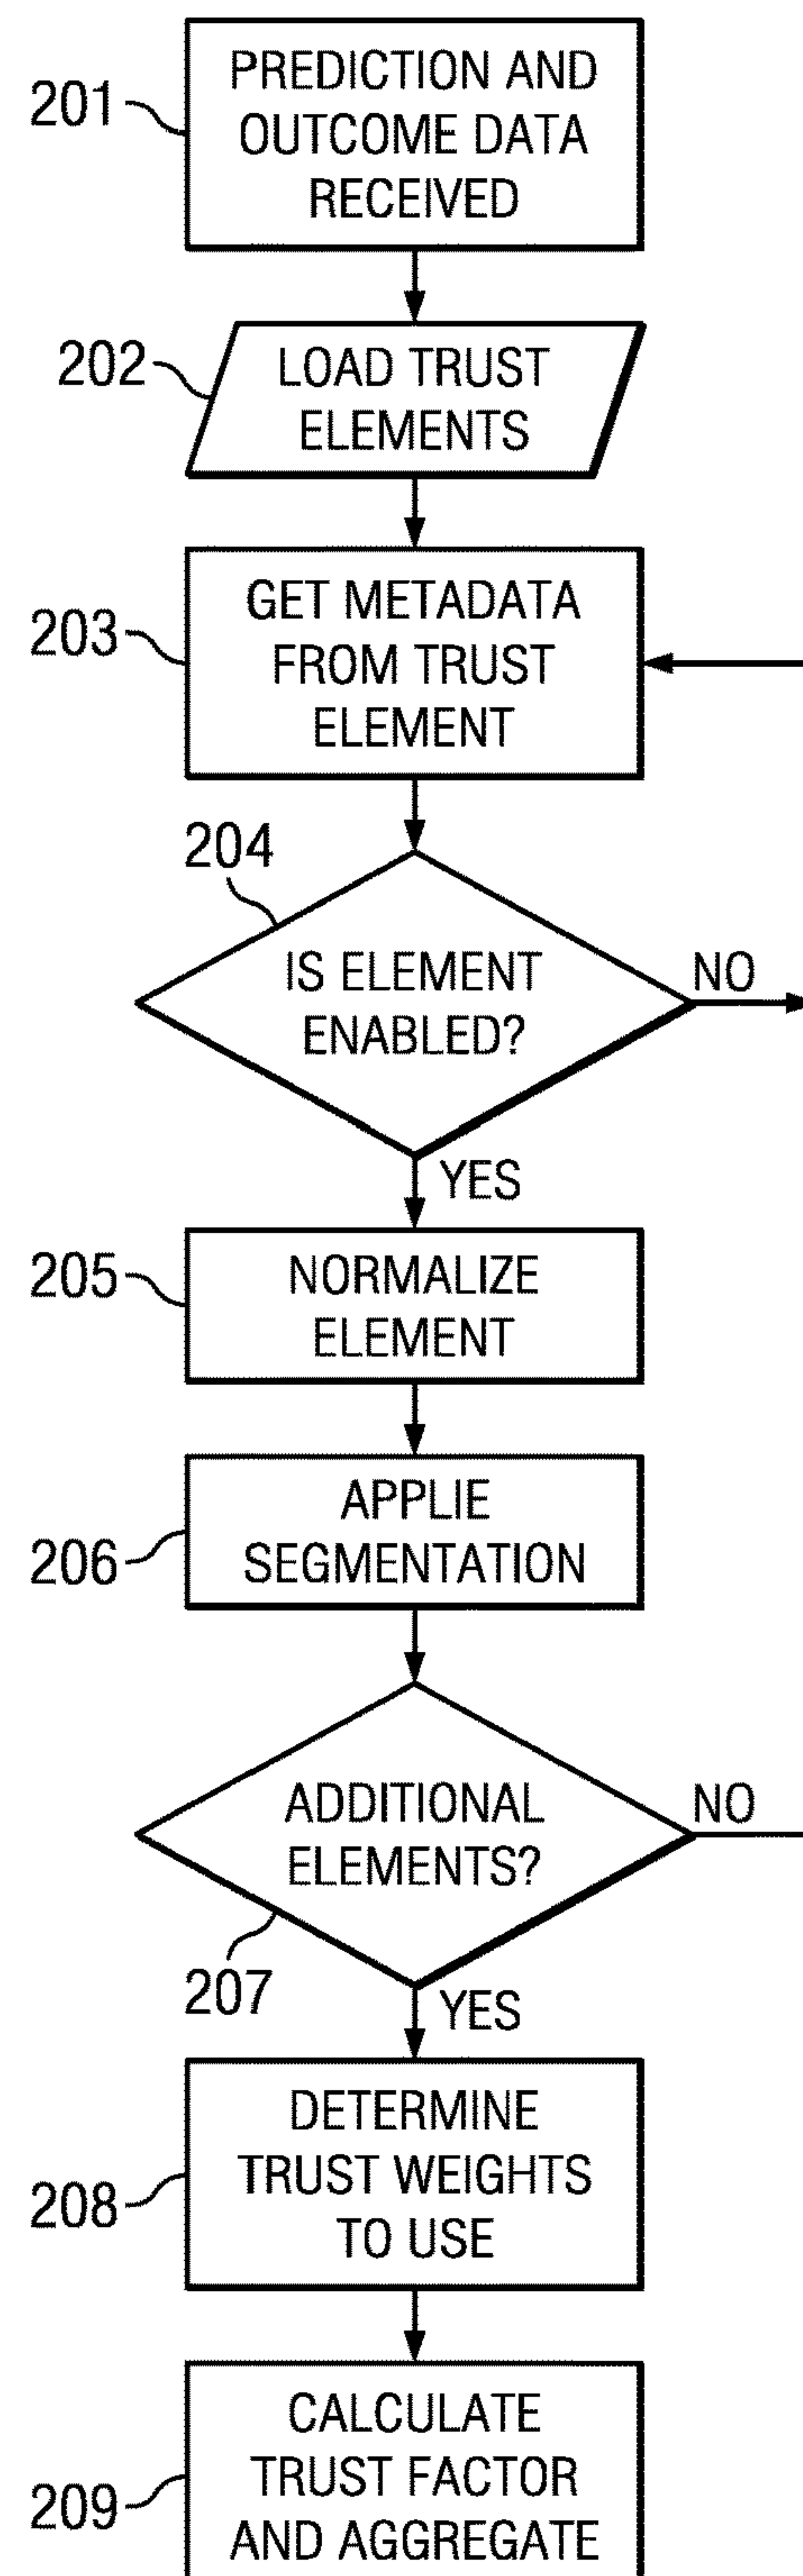 201
PREDICTION AND
OUTCOME DATA
RECEIVED
202
LOAD TRUST
ELEMENTS
203
GET METADATA
FROM TRUST
ELEMENT
204
IS ELEMENT
ENABLED?
NO
YES
205
NORMALIZE
ELEMENT
206
APPLIE
SEGMENTATION
ADDITIONAL
ELEMENTS?
NO
207
YES
208
DETERMINE
TRUST WEIGHTS
TO USE
209
CALCULATE
TRUST FACTOR
AND AGGREGATE